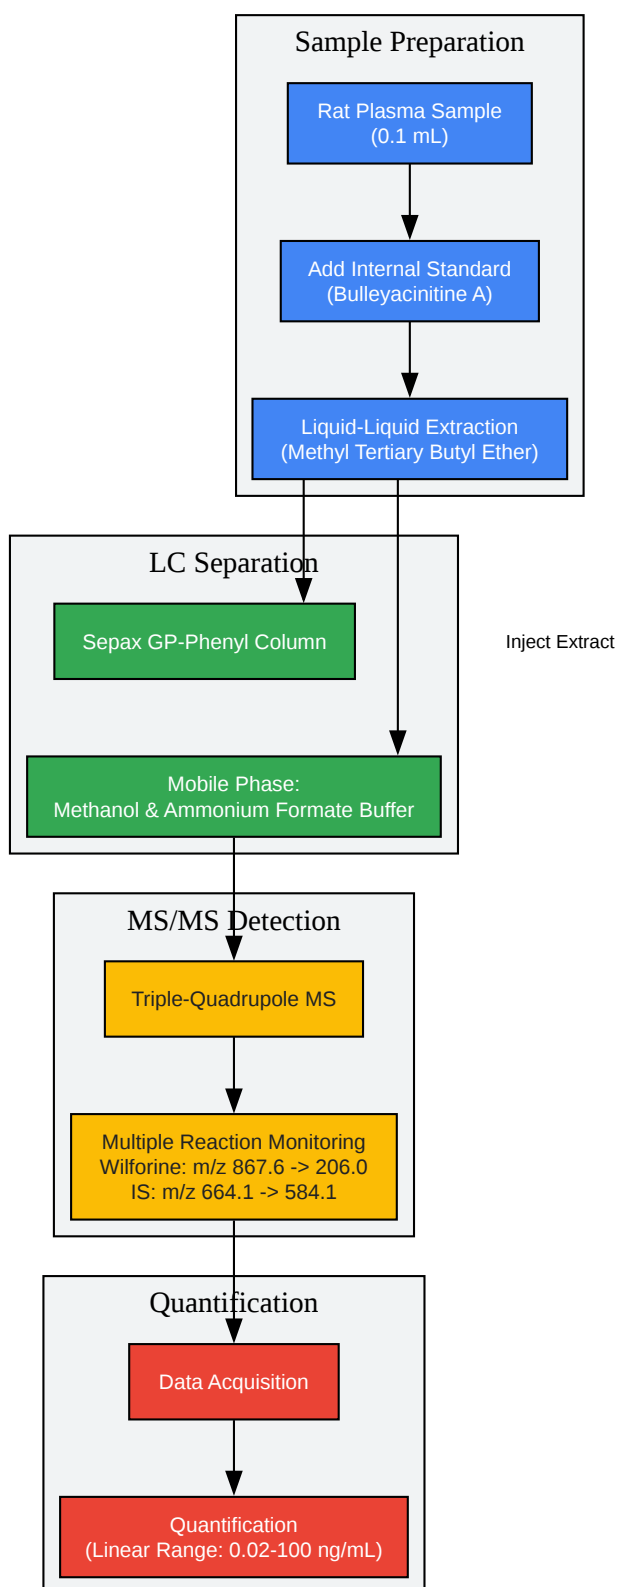 Sample Preparation
Rat Plasma Sample
(0.1 mL)
Add Internal Standard
(Bulleyacinitine A)
Liquid-Liquid Extraction
(Methyl Tertiary Butyl Ether)
LC Separation
Sepax GP-Phenyl Column
Inject Extract
Mobile Phase:
Methanol & Ammonium Formate Buffer
MS/MS Detection
Triple-Quadrupole MS
Multiple Reaction Monitoring
Wilforine: m/z 867.6 -> 206.0
IS: m/z 664.1 -> 584.1
Quantification
Data Acquisition
Quantification
(Linear Range: 0.02-100 ng/mL)